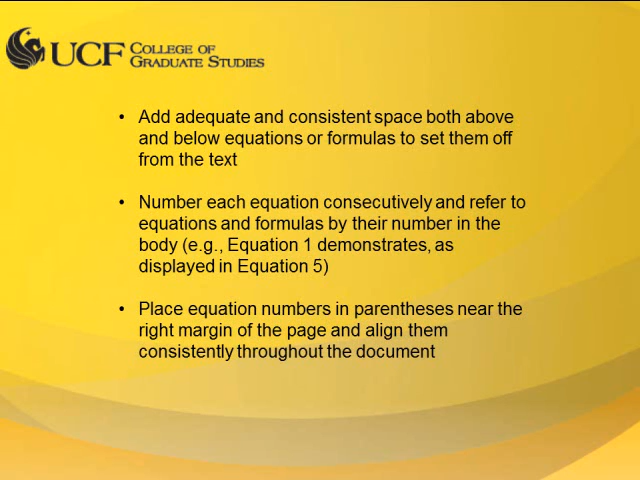 UCF College of
Graduate Studies
• Add adequate and consistent space both above
and below equations or formulas to set them off
from the text
• Number each equation consecutively and refer to
equations and formulas by their number in the
body (e.g., Equation 1 demonstrates, as
displayed in Equation 5)
• Place equation numbers in parentheses near the
right margin of the page and align them
consistently throughout the document